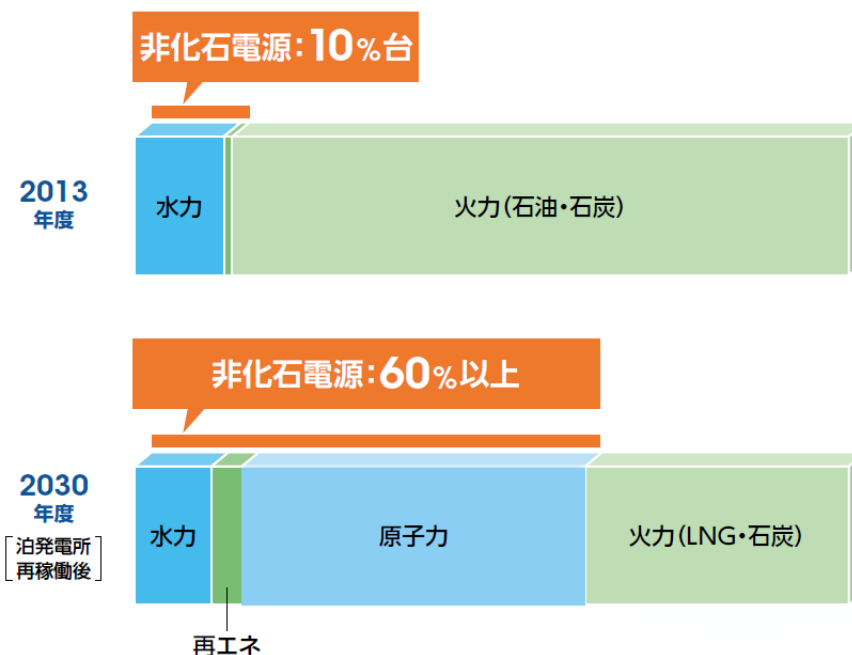 非化石電源：10%台
2013
年度
水力
火力（石油・石炭）
非化石電源：60%以上
2030
年度
泊発電所
再稼働後
水力
原子力
火力（LNG・石炭）
再エネ